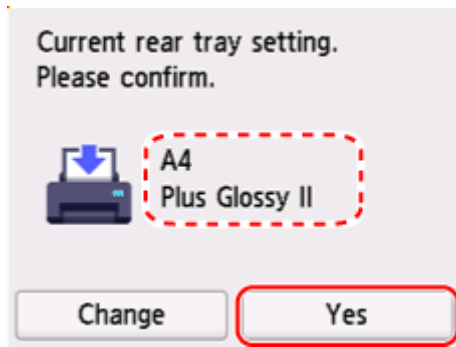 Current rear tray setting.
Please confirm.
A4
Plus Glossy II
Change
Yes